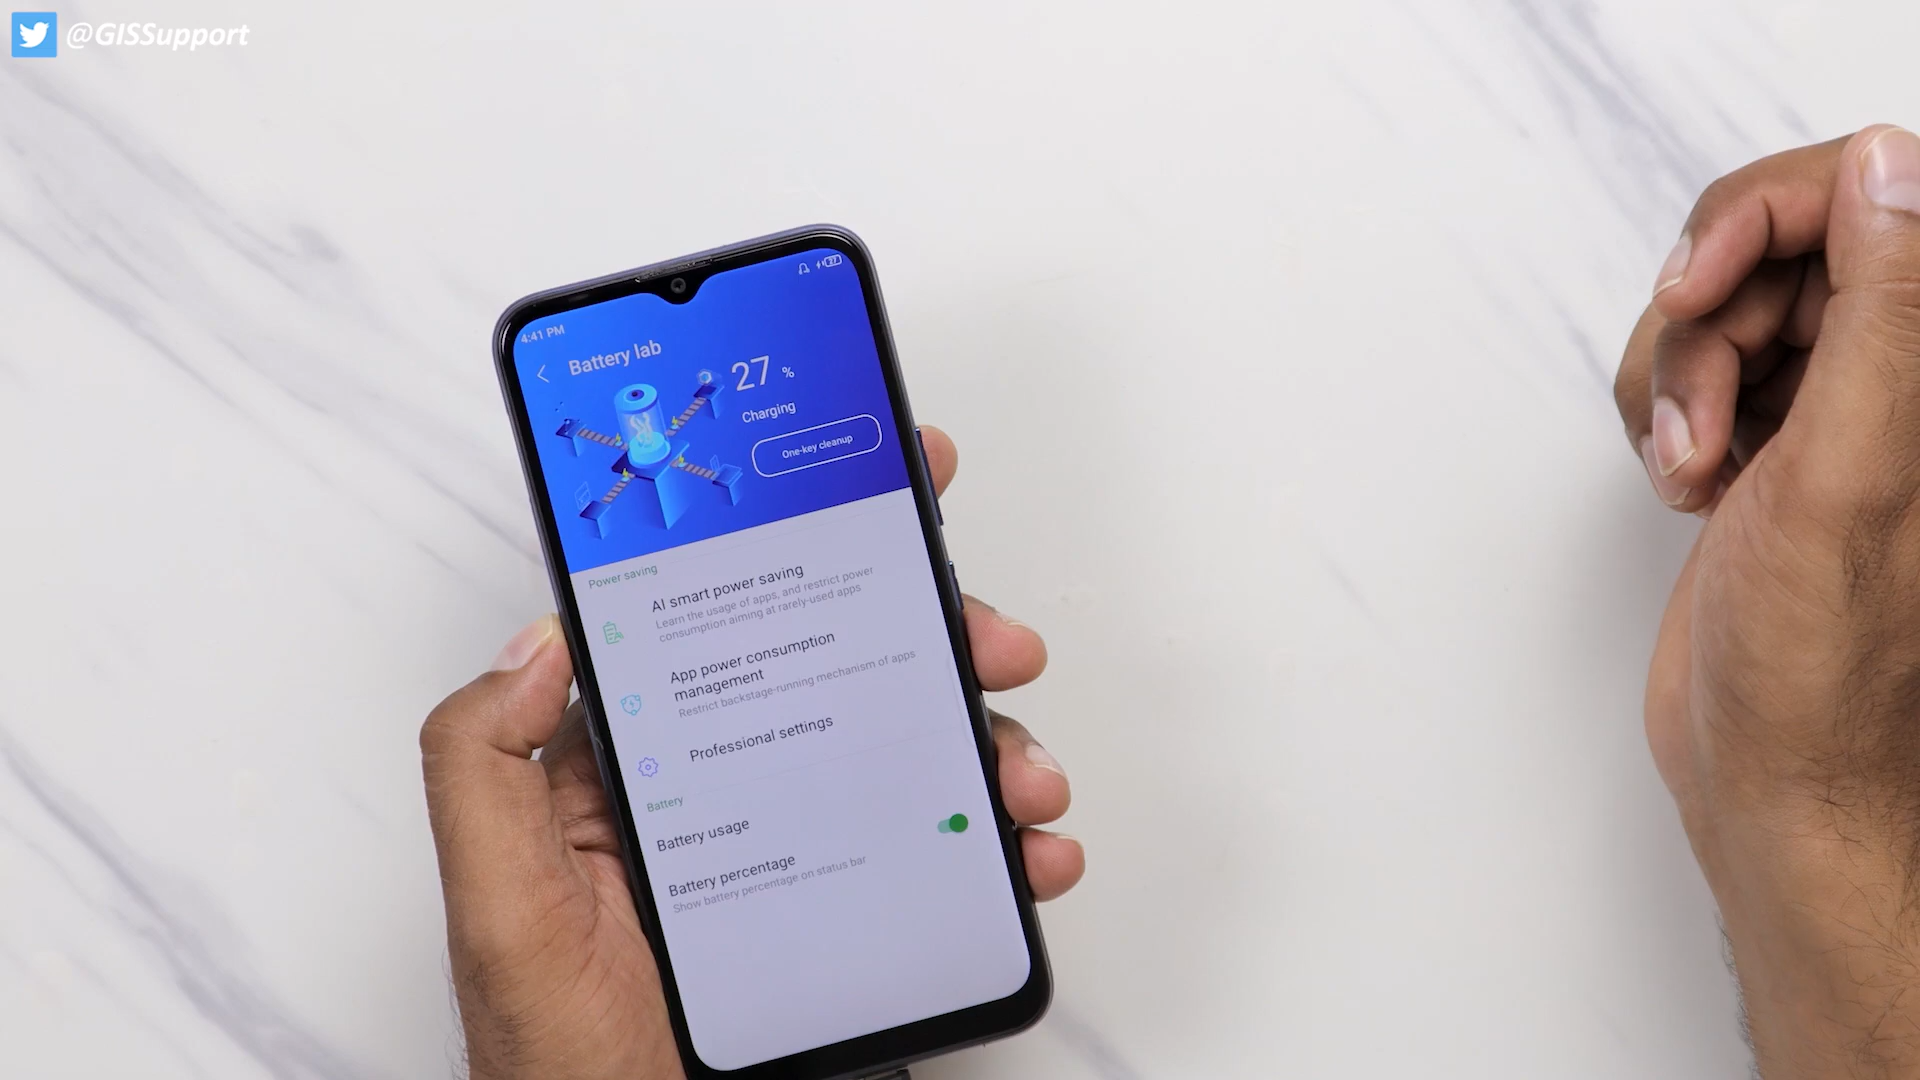 @GISSupport
4:41 PM
27
Battery lab
27 %
Charging
One-key cleanup
Power saving
AI smart power saving
Learn the usage of apps, and restrict power
consumption aiming at rarely-used apps
App power consumption
management
Restrict backstage-running mechanism of apps
Professional settings
Battery
Battery usage
Battery percentage
Show battery percentage on status bar